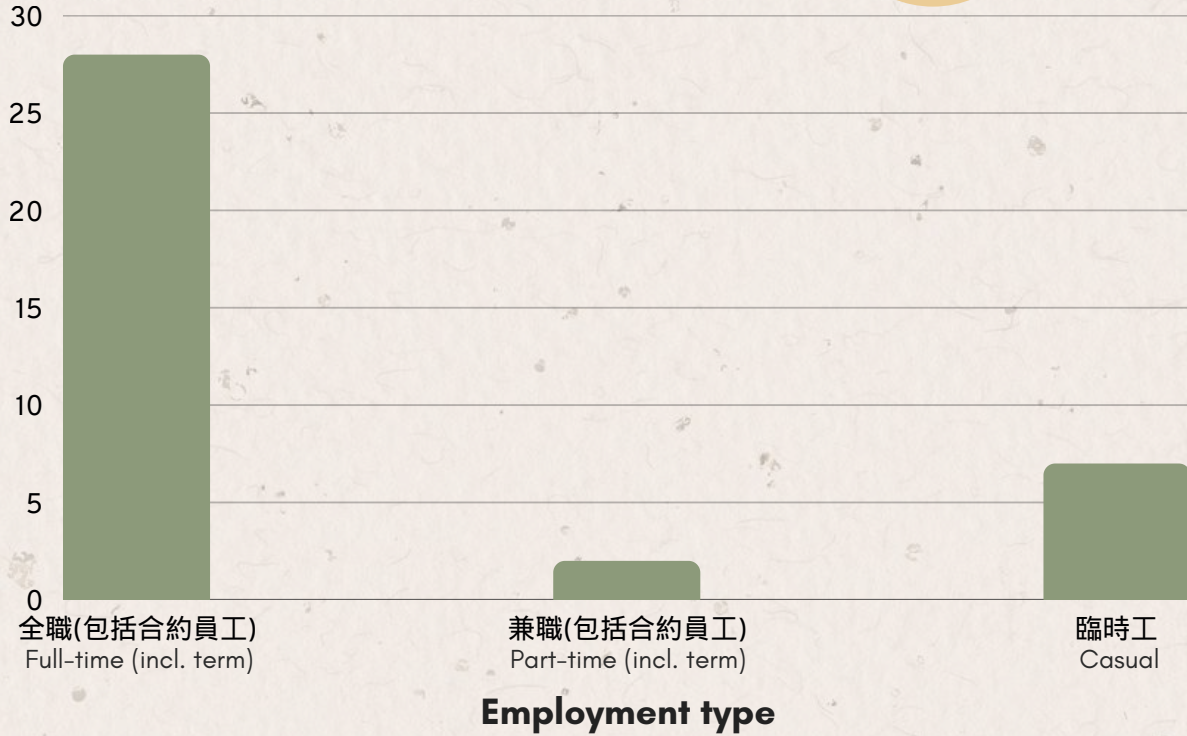 30
25
20
15
10
5
0
全職(包括合約員工)
Full-time (incl. term)
兼職(包括合約員工)
Part-time (incl. term)
臨時工
Casual
Employment type